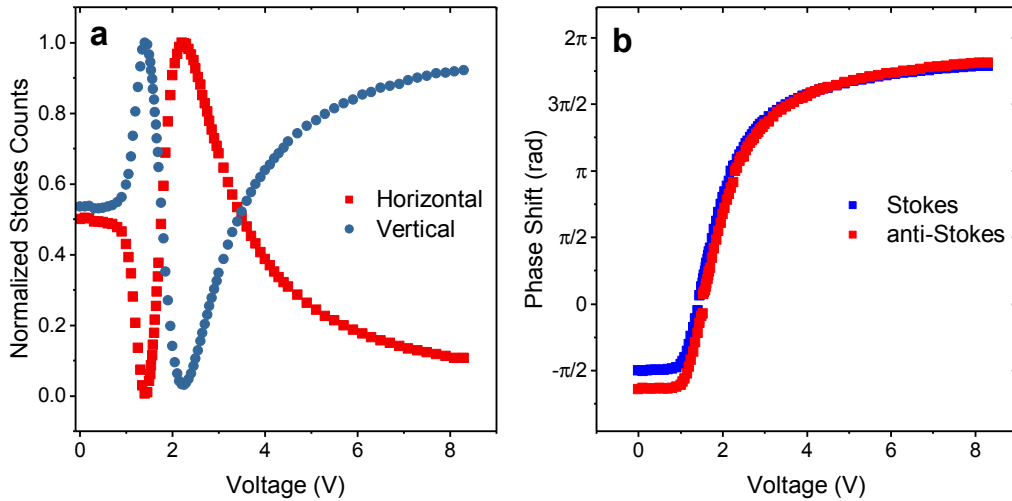 a
Normalized Stokes Counts
1.0
0.8
0.6
0.4
0.2
0.0
Horizontal
Vertical
0 2 4 6 8
Voltage (V)
b
Phase Shift (rad)
2π
3π/2
π
π/2
0
-π/2
Stokes
anti-Stokes
0 2 4 6 8
Voltage (V)